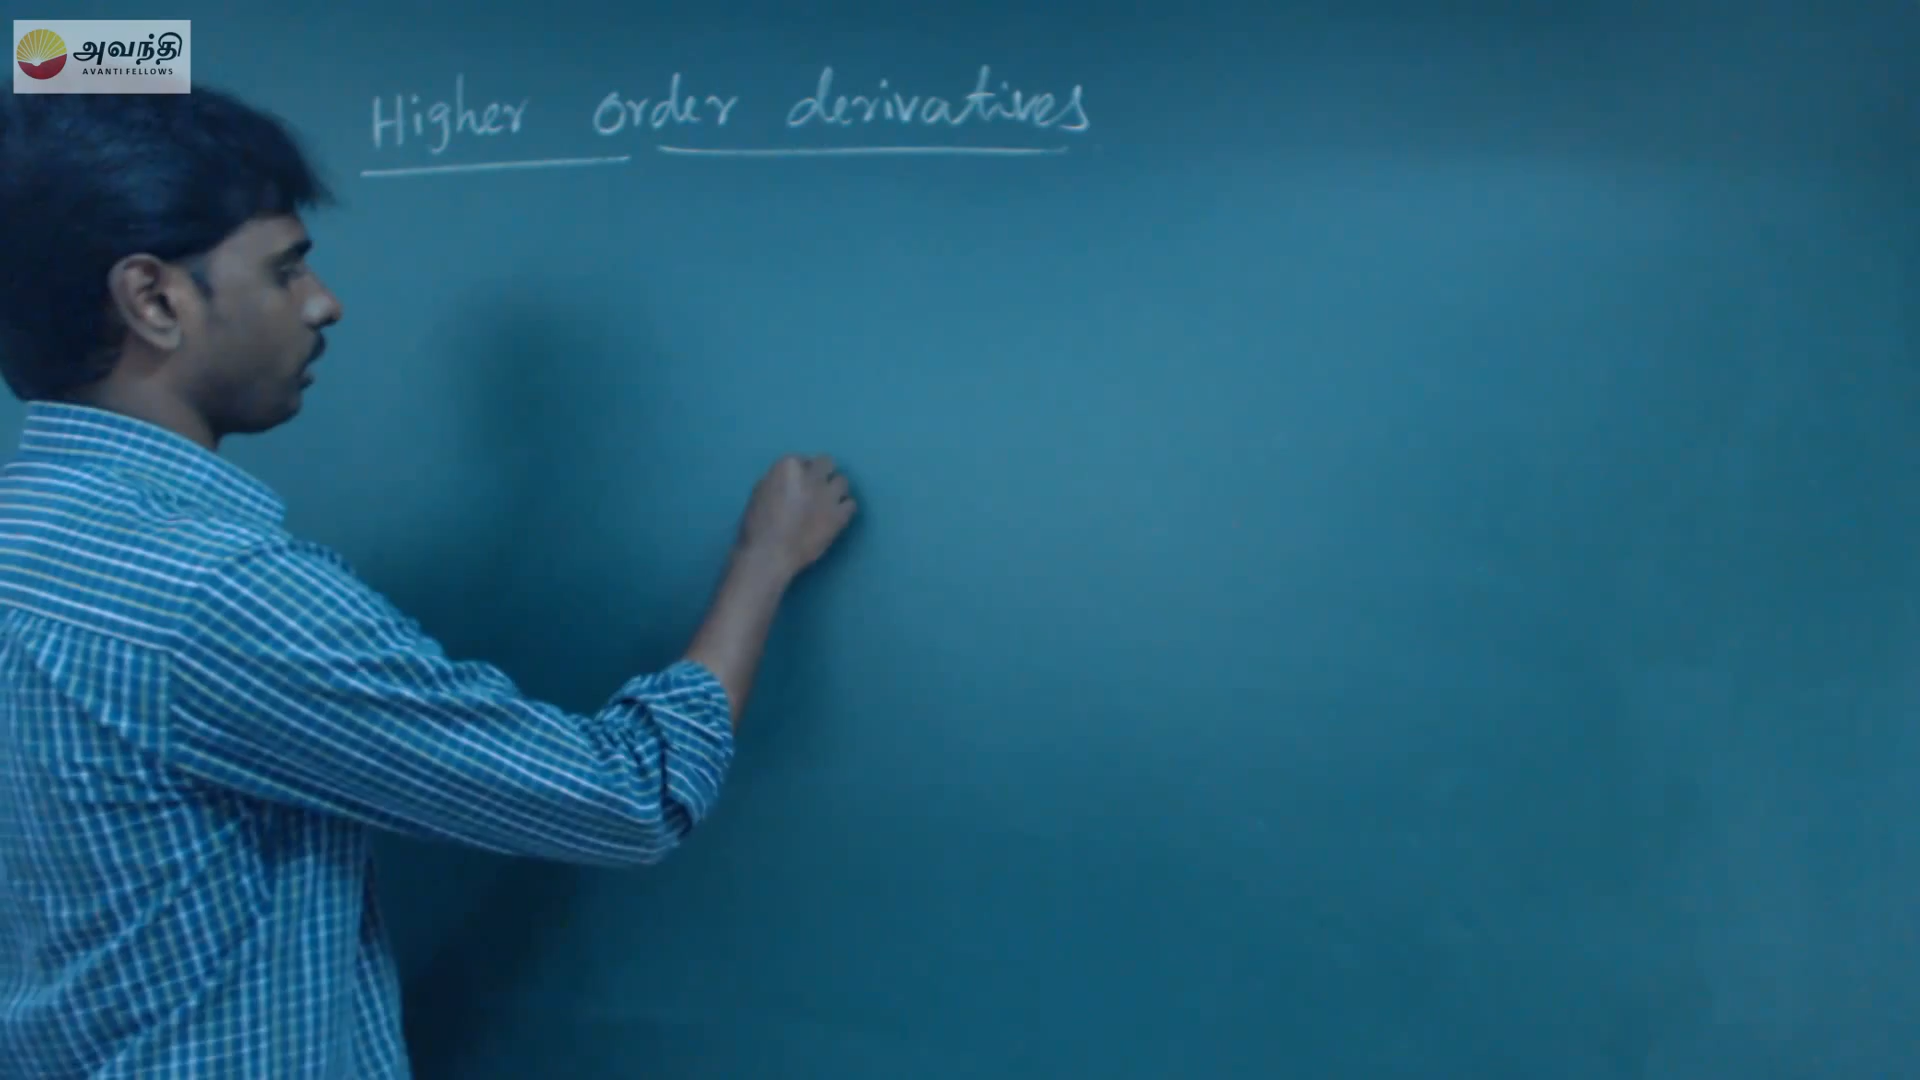 அவந்தி
AVANTI FELLOWS
Higher order derivatives